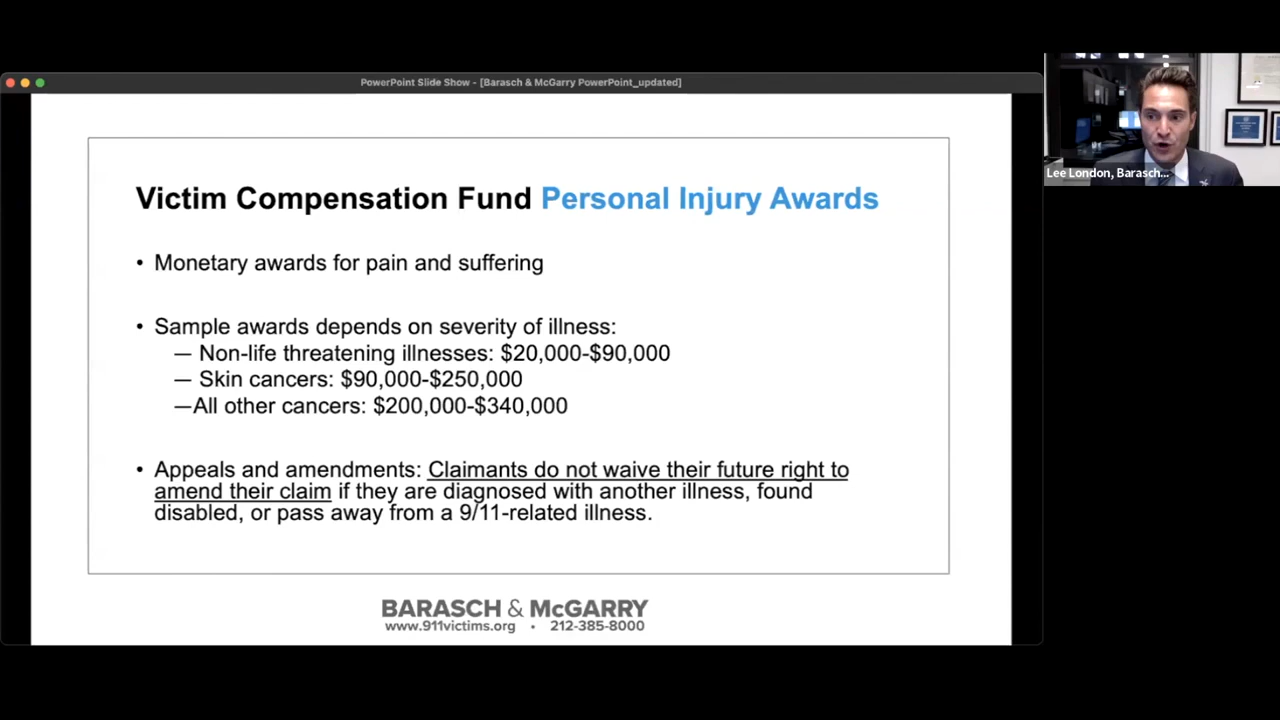 PowerPoint Slide Show - [Barasch & McGarry PowerPoint_updated]
Lee London, Barasch...
Victim Compensation Fund Personal Injury Awards
• Monetary awards for pain and suffering
• Sample awards depends on severity of illness:
— Non-life threatening illnesses: $20,000-$90,000
— Skin cancers: $90,000-$250,000
—All other cancers: $200,000-$340,000
• Appeals and amendments: Claimants do not waive their future right to
amend their claim if they are diagnosed with another illness, found
disabled, or pass away from a 9/11-related illness.
BARASCH & McGARRY
www.911victims.org • 212-385-8000